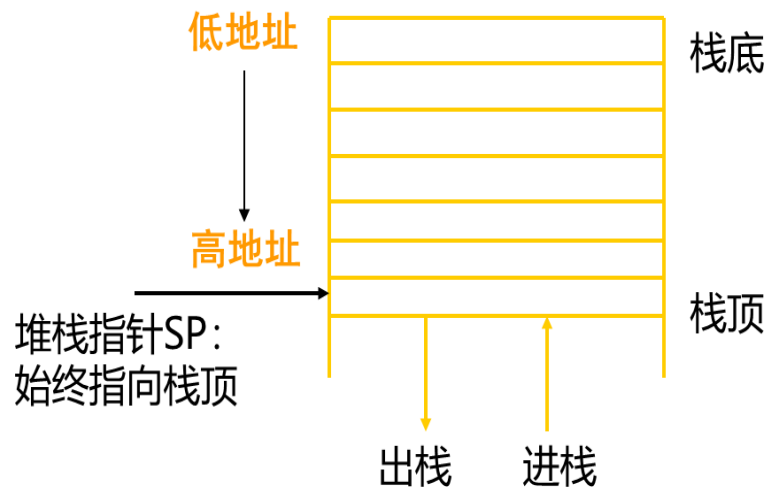 低地址
栈底
高地址
栈顶
堆栈指针SP：
始终指向栈顶
出栈
进栈